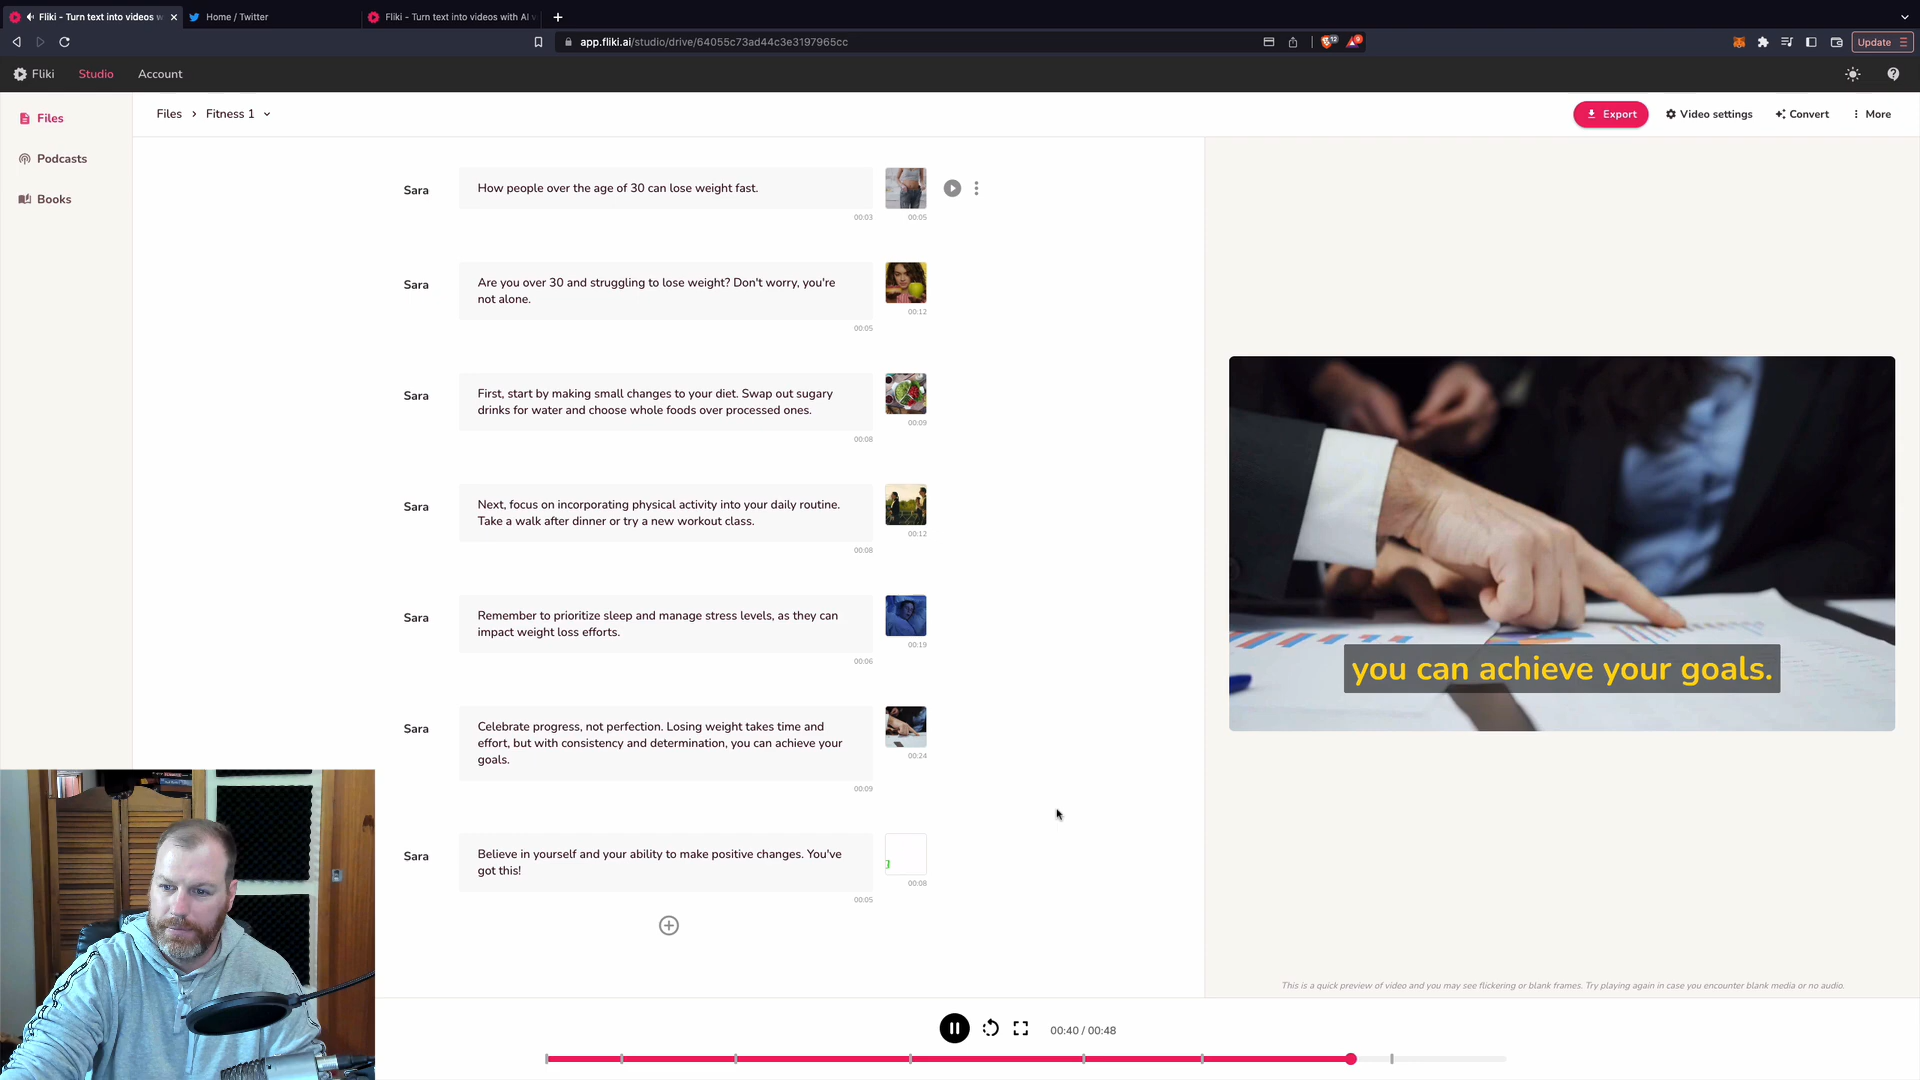 Fliki - Turn text into videos w
Home / Twitter
Fliki - Turn text into videos with AI v
app.fliki.ai/studio/drive/64055c73ad44c3e3197965cc
12
9
Update
Fliki
Studio
Account
Files
Podcasts
Books
Files > Fitness 1
Export
Video settings
Convert
More
Sara
How people over the age of 30 can lose weight fast.
00:03
00:05
Sara
Are you over 30 and struggling to lose weight? Don't worry, you're
not alone.
00:05
00:12
Sara
First, start by making small changes to your diet. Swap out sugary
drinks for water and choose whole foods over processed ones.
00:08
00:09
Sara
Next, focus on incorporating physical activity into your daily routine.
Take a walk after dinner or try a new workout class.
00:08
00:12
Sara
Remember to prioritize sleep and manage stress levels, as they can
impact weight loss efforts.
00:06
00:19
Sara
Celebrate progress, not perfection. Losing weight takes time and
effort, but with consistency and determination, you can achieve your
goals.
00:09
00:24
Sara
Believe in yourself and your ability to make positive changes. You've
got this!
00:05
00:08
you can achieve your goals.
This is a quick preview of video and you may see flickering or blank frames. Try playing again in case you encounter blank media or no audio.
00:40 / 00:48